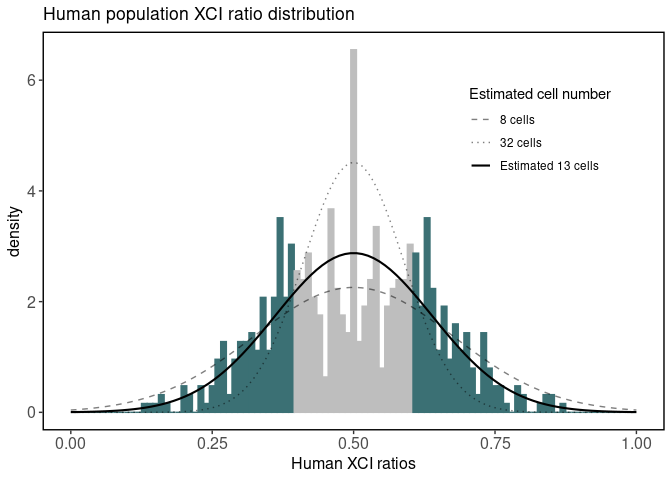 Human population XCI ratio distribution
6
4
2
0
density
Estimated cell number
8 cells
32 cells
Estimated 13 cells
0.00 0.25 0.50 0.75 1.00
Human XCI ratios